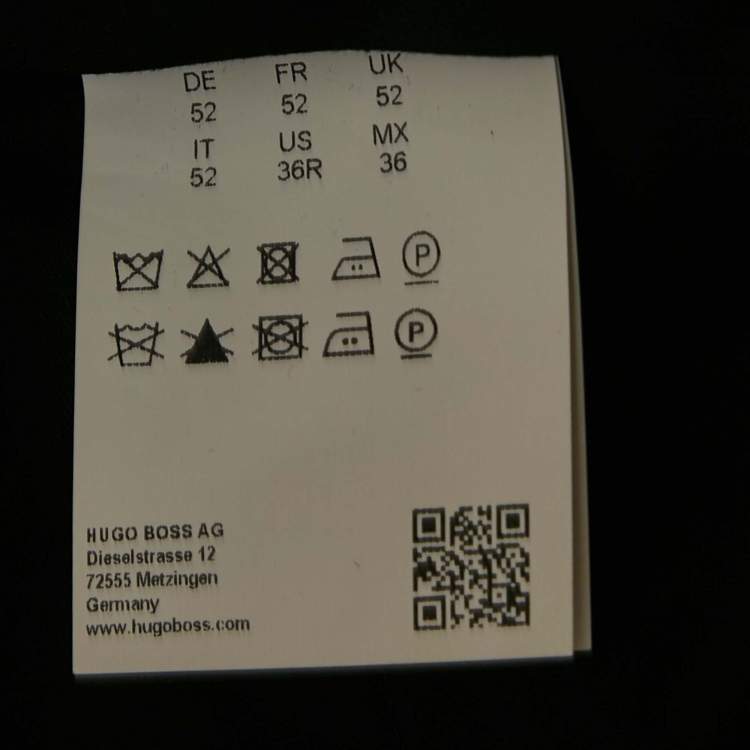 DE FR UK
52 52 52
IT US MX
52 36R 36
P
P
HUGO BOSS AG
Dieselstrasse 12
72555 Metzingen
Germany
www.hugoboss.com